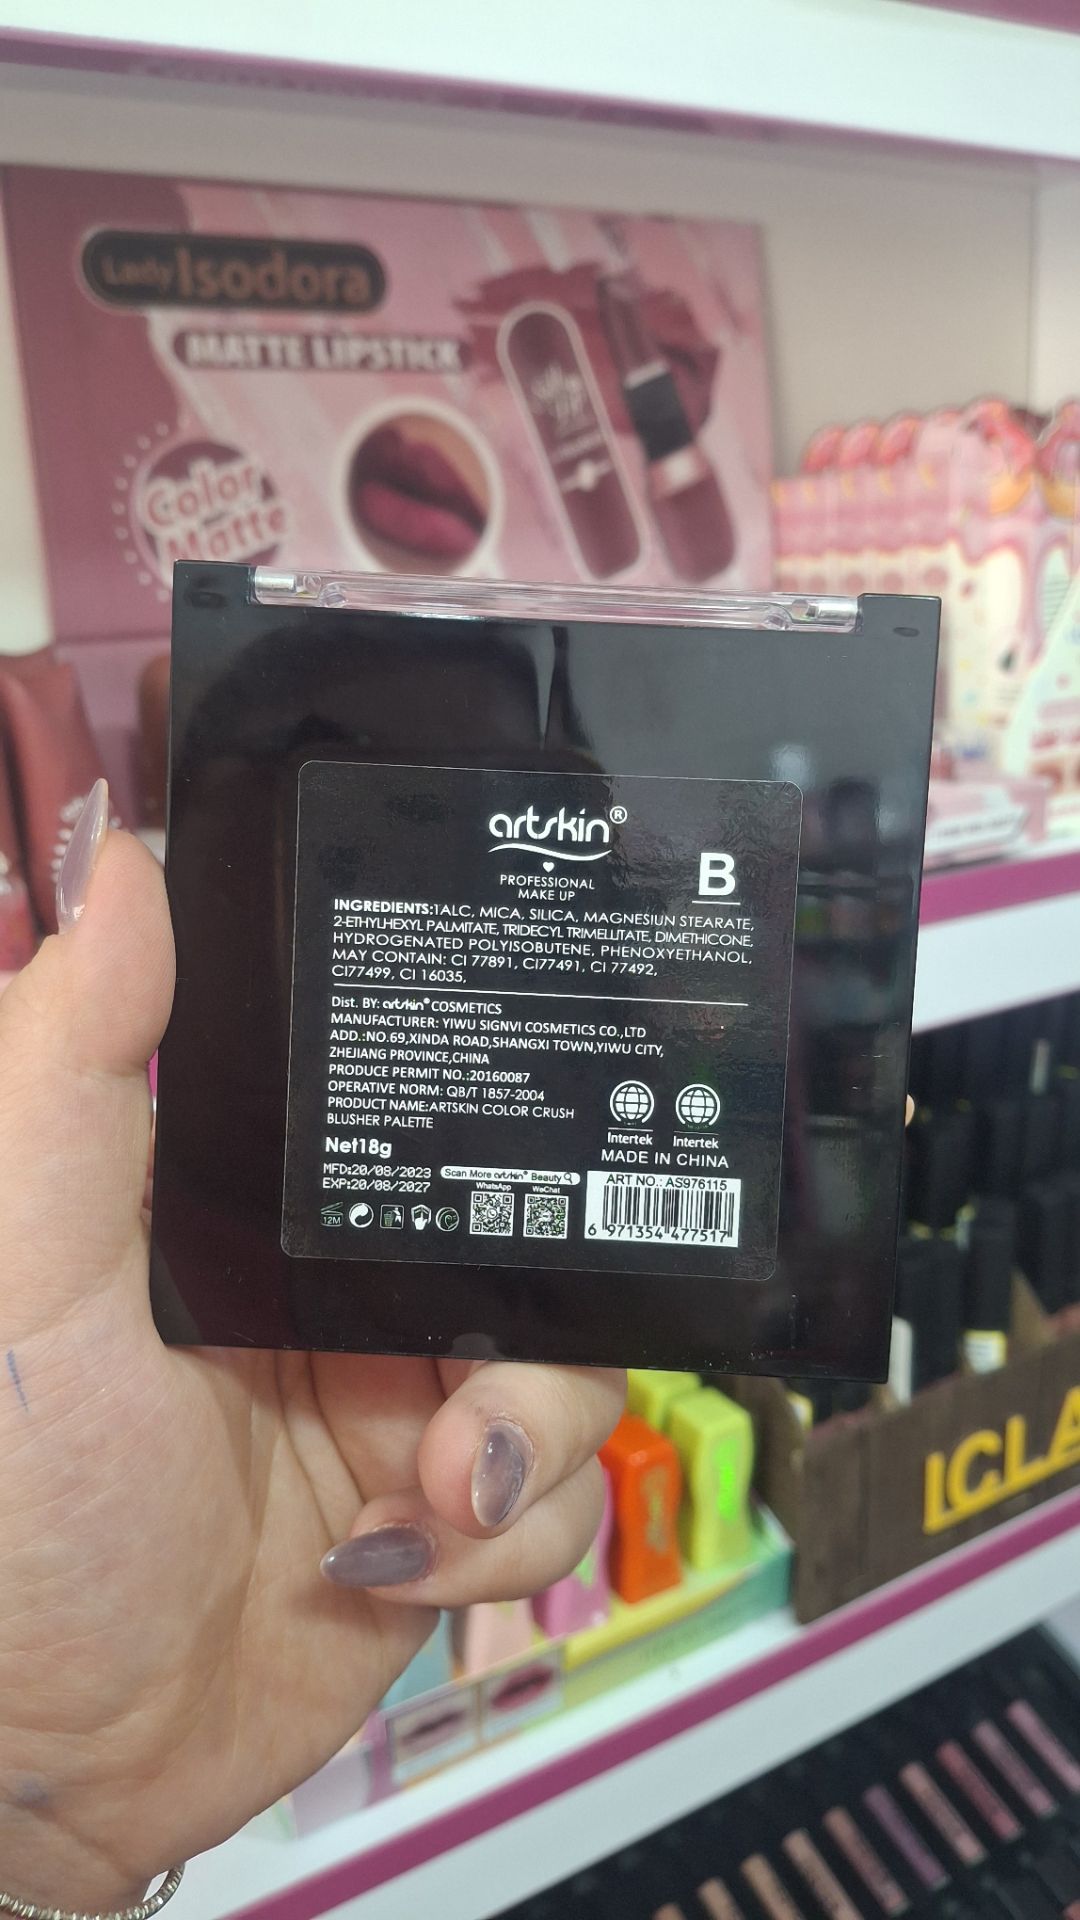 Lady Isodora
MATTE LIPSTICK
Color
Matte
artskin®
PROFESSIONAL
MAKE UP
B
INGREDIENTS:1ALC, MICA, SILICA, MAGNESIUN STEARATE,
2-ETHYLHEXYL PALMITATE, TRIDECYL TRIMELLITATE, DIMETHICONE,
HYDROGENATED POLYISOBUTENE, PHENOXYETHANOL,
MAY CONTAIN: CI 77891, CI77491, CI 77492,
CI77499, CI 16035,
Dist. BY: artskin® COSMETICS
MANUFACTURER: YIWU SIGNVI COSMETICS CO.,LTD
ADD.:NO.69,XINDA ROAD,SHANGXI TOWN,YIWU CITY,
ZHEJIANG PROVINCE,CHINA
PRODUCE PERMIT NO.:20160087
OPERATIVE NORM: QB/T 1857-2004
PRODUCT NAME:ARTSKIN COLOR CRUSH
BLUSHER PALETTE
Net18g
MFD:20/08/2023
EXP:20/08/2027
12M
Scan More artskin® Beauty
WhatsApp WeChat
Intertek Intertek
MADE IN CHINA
ART NO.: AS976115
6 971354 477517
ICLA